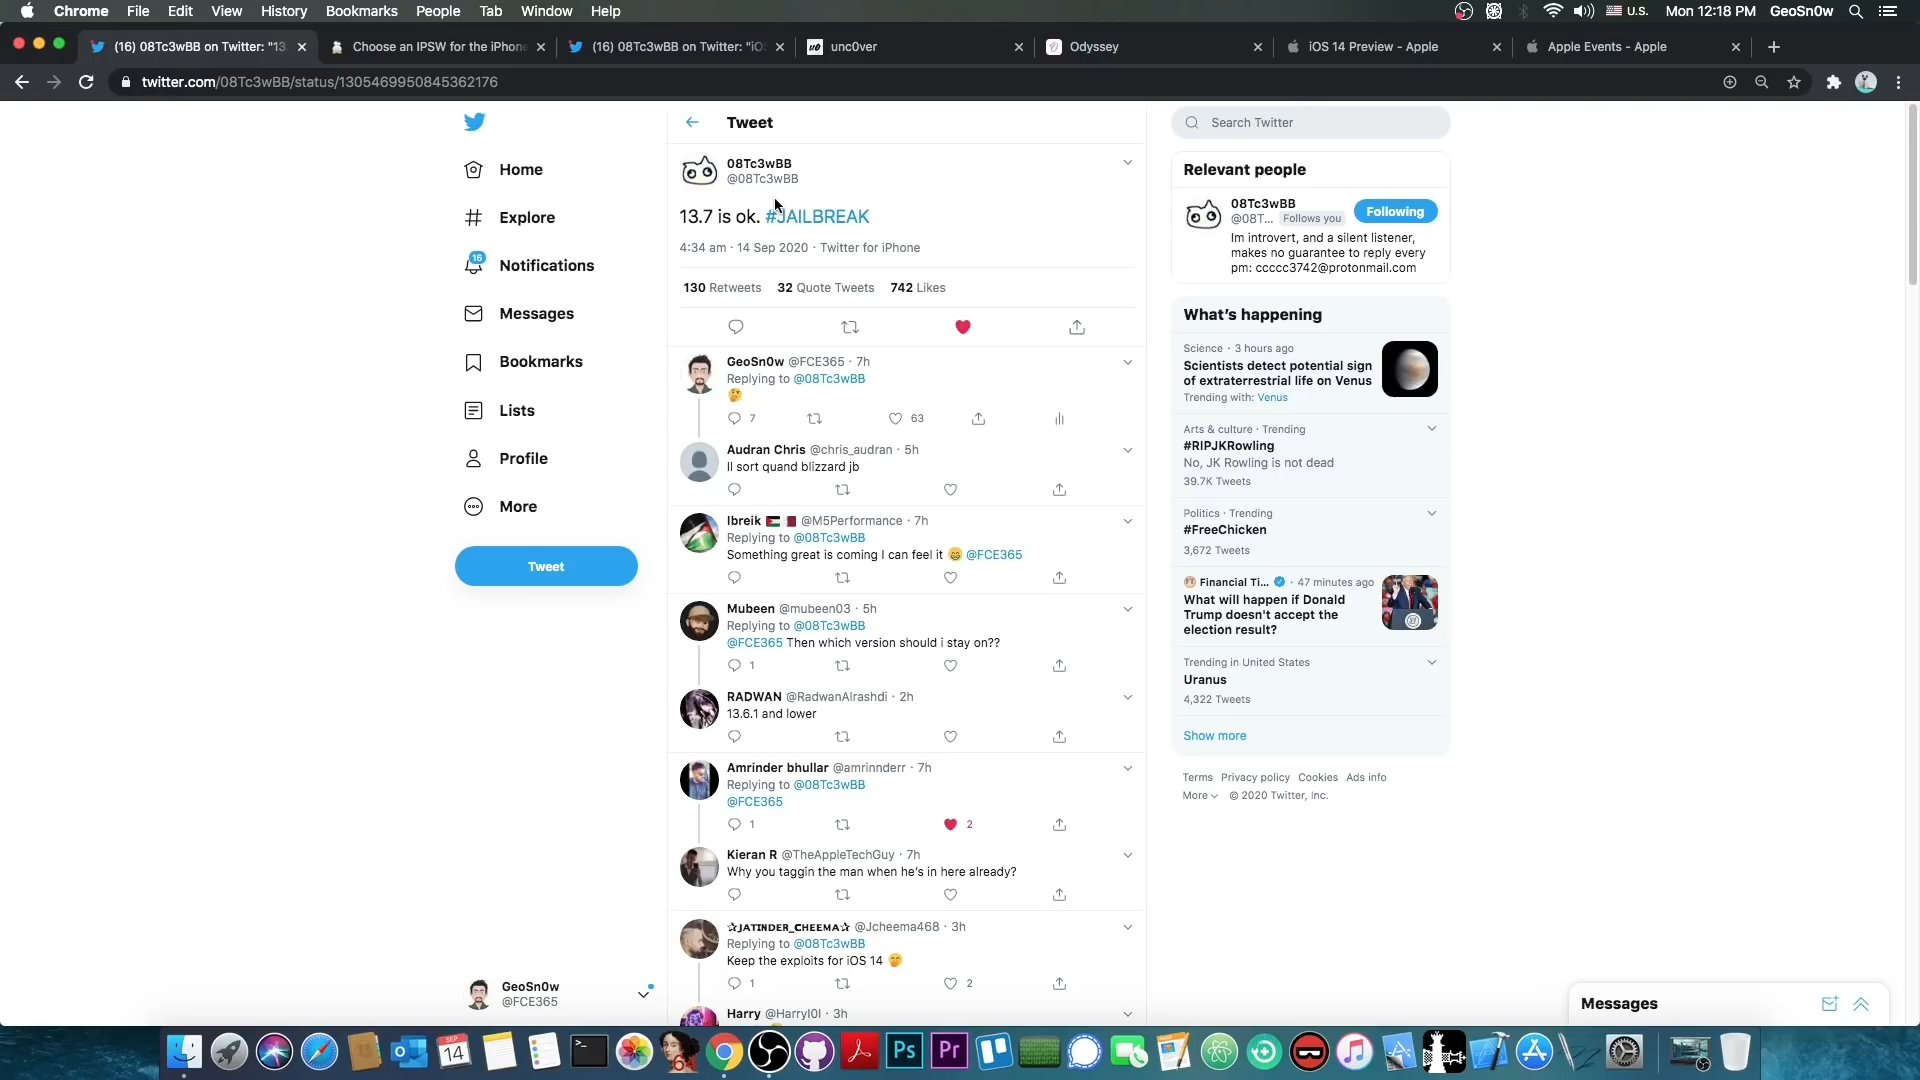 Chrome File Edit View History Bookmarks People Tab Window Help U.S. Mon 12:18 PM GeoSn0w
(16) 08Tc3wBB on Twitter: "13. Choose an IPSW for the iPhone (16) 08Tc3wBB on Twitter: "iO unc0ver Odyssey iOS 14 Preview - Apple Apple Events - Apple
twitter.com/08Tc3wBB/status/1305469950845362176
Home
Explore
16
Notifications
Messages
Bookmarks
Lists
Profile
More
Tweet
GeoSn0w
@FCE365
Tweet
08Tc3wBB
@08Tc3wBB
13.7 is ok. #JAILBREAK
4:34 am · 14 Sep 2020 · Twitter for iPhone
130 Retweets 32 Quote Tweets 742 Likes
GeoSn0w @FCE365 · 7h
Replying to @08Tc3wBB
🤔
7 63
Audran Chris @chris_audran · 5h
Il sort quand blizzard jb
Ibreik 🇵🇸 🇶🇦 @M5Performance · 7h
Replying to @08Tc3wBB
Something great is coming I can feel it 😁 @FCE365
Mubeen @mubeen03 · 5h
Replying to @08Tc3wBB
@FCE365 Then which version should i stay on??
1
RADWAN @RadwanAlrashdi · 2h
13.6.1 and lower
Amrinder bhullar @amrinnderr · 7h
Replying to @08Tc3wBB
@FCE365
1 2
Kieran R @TheAppleTechGuy · 7h
Why you taggin the man when he's in here already?
✰ᴊᴀᴛɪɴᴅᴇʀ_ᴄʜᴇᴇᴍᴀ✰ @Jcheema468 · 3h
Replying to @08Tc3wBB
Keep the exploits for iOS 14 🤭
1 2
Harry @HarryI0I · 3h
Search Twitter
Relevant people
08Tc3wBB
@08T... Follows you
Following
Im introvert, and a silent listener,
makes no guarantee to reply every
pm: ccccc3742@protonmail.com
What's happening
Science · 3 hours ago
Scientists detect potential sign
of extraterrestrial life on Venus
Trending with: Venus
Arts & culture · Trending
#RIPJKRowling
No, JK Rowling is not dead
39.7K Tweets
Politics · Trending
#FreeChicken
3,672 Tweets
Financial Ti... · 47 minutes ago
What will happen if Donald
Trump doesn't accept the
election result?
Trending in United States
Uranus
4,322 Tweets
Show more
Terms Privacy policy Cookies Ads info
More © 2020 Twitter, Inc.
Messages
SEP
14
64
Ps
Pr